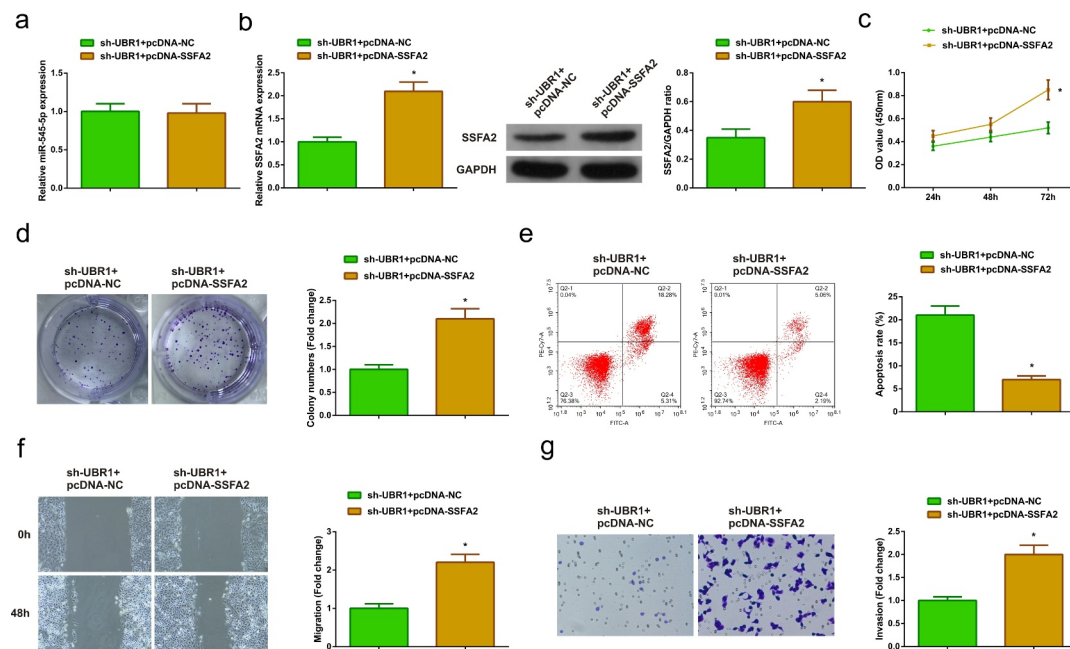 a
sh-UBR1+pcDNA-NC
sh-UBR1+pcDNA-SSFA2
Relative miR-545-5p expression
1.5
1.0
0.5
0.0
b
sh-UBR1+pcDNA-NC
sh-UBR1+pcDNA-SSFA2
Relative SSFA2 mRNA expression
2.5
2.0
1.5
1.0
0.5
0.0
*
sh-UBR1+
pcDNA-NC
sh-UBR1+
pcDNA-SSFA2
SSFA2
GAPDH
sh-UBR1+pcDNA-NC
sh-UBR1+pcDNA-SSFA2
SSFA2/GAPDH ratio
0.8
0.6
0.4
0.2
0.0
*
c
sh-UBR1+pcDNA-NC
sh-UBR1+pcDNA-SSFA2
OD value (450nm)
1.0
0.8
0.6
0.4
0.2
0.0
24h 48h 72h
*
d
sh-UBR1+
pcDNA-NC
sh-UBR1+
pcDNA-SSFA2
sh-UBR1+pcDNA-NC
sh-UBR1+pcDNA-SSFA2
Colony numbers (Fold change)
2.5
2.0
1.5
1.0
0.5
0.0
*
e
sh-UBR1+
pcDNA-NC
sh-UBR1+
pcDNA-SSFA2
Q2-1
0.04%
Q2-2
18.28%
Q2-3
76.38%
Q2-4
5.31%
PE-Cy7-A
FITC-A
Q2-1
0.01%
Q2-2
5.06%
Q2-3
92.74%
Q2-4
2.19%
PE-Cy7-A
FITC-A
sh-UBR1+pcDNA-NC
sh-UBR1+pcDNA-SSFA2
Apoptosis rate (%)
25
20
15
10
5
0
*
f
sh-UBR1+
pcDNA-NC
sh-UBR1+
pcDNA-SSFA2
0h
48h
sh-UBR1+pcDNA-NC
sh-UBR1+pcDNA-SSFA2
Migration (Fold change)
3
2
1
0
*
g
sh-UBR1+
pcDNA-NC
sh-UBR1+
pcDNA-SSFA2
sh-UBR1+pcDNA-NC
sh-UBR1+pcDNA-SSFA2
Invasion (Fold change)
2.5
2.0
1.5
1.0
0.5
0.0
*